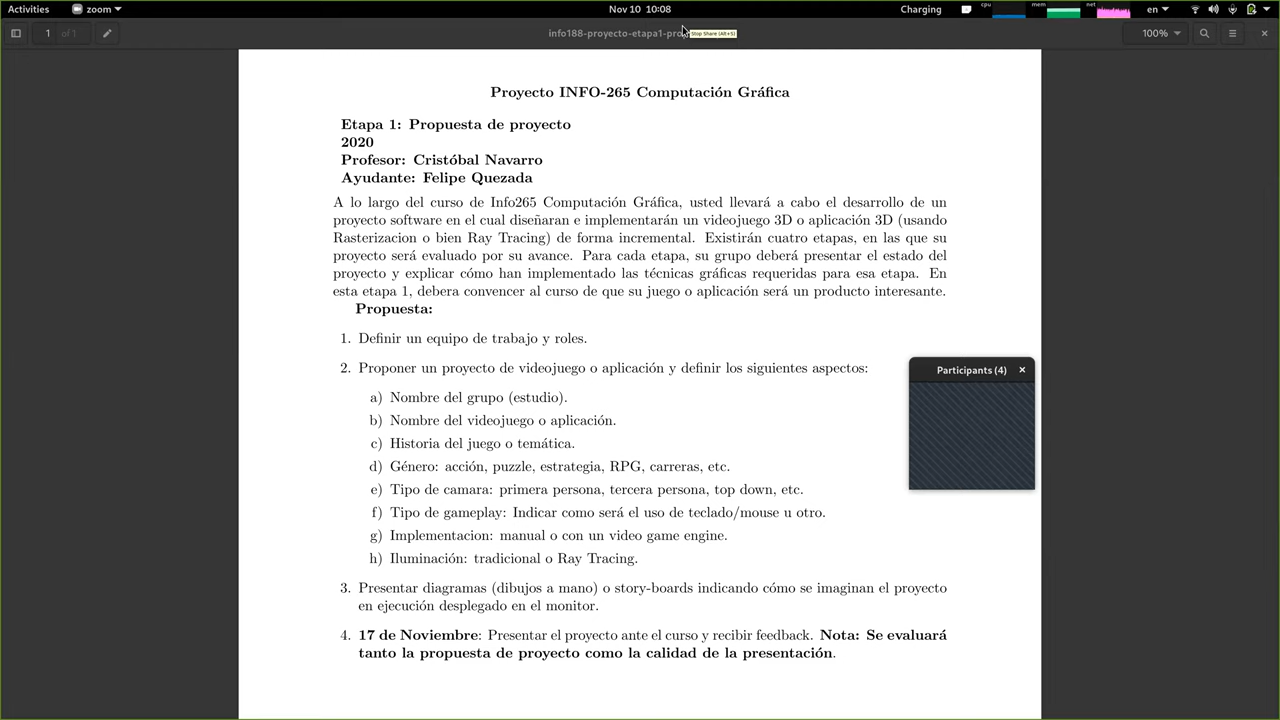 Activities zoom Nov 10 10:08 Charging cpu mem net en
1 of 1 info188-proyecto-etapa1-pro Stop Share (Alt+S) 100%
Proyecto INFO-265 Computación Gráfica
Etapa 1: Propuesta de proyecto
2020
Profesor: Cristóbal Navarro
Ayudante: Felipe Quezada
A lo largo del curso de Info265 Computación Gráfica, usted llevará a cabo el desarrollo de un
proyecto software en el cual diseñaran e implementarán un videojuego 3D o aplicación 3D (usando
Rasterizacion o bien Ray Tracing) de forma incremental. Existirán cuatro etapas, en las que su
proyecto será evaluado por su avance. Para cada etapa, su grupo deberá presentar el estado del
proyecto y explicar cómo han implementado las técnicas gráficas requeridas para esa etapa. En
esta etapa 1, debera convencer al curso de que su juego o aplicación será un producto interesante.
Propuesta:
1. Definir un equipo de trabajo y roles.
2. Proponer un proyecto de videojuego o aplicación y definir los siguientes aspectos:
a) Nombre del grupo (estudio).
b) Nombre del videojuego o aplicación.
c) Historia del juego o temática.
d) Género: acción, puzzle, estrategia, RPG, carreras, etc.
e) Tipo de camara: primera persona, tercera persona, top down, etc.
f) Tipo de gameplay: Indicar como será el uso de teclado/mouse u otro.
g) Implementacion: manual o con un video game engine.
h) Iluminación: tradicional o Ray Tracing.
Participants (4)
3. Presentar diagramas (dibujos a mano) o story-boards indicando cómo se imaginan el proyecto
en ejecución desplegado en el monitor.
4. 17 de Noviembre: Presentar el proyecto ante el curso y recibir feedback. Nota: Se evaluará
tanto la propuesta de proyecto como la calidad de la presentación.